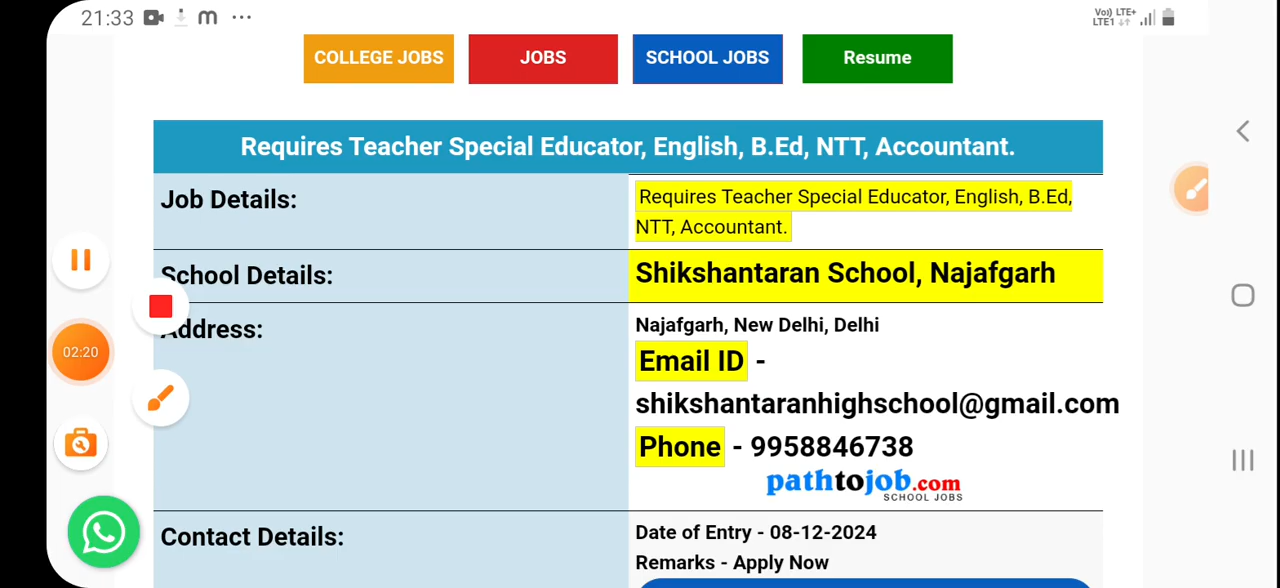 21:33
Vo)) LTE+
LTE1
COLLEGE JOBS
JOBS
SCHOOL JOBS
Resume
Requires Teacher Special Educator, English, B.Ed, NTT, Accountant.
Job Details:
Requires Teacher Special Educator, English, B.Ed,
NTT, Accountant.
School Details:
Shikshantaran School, Najafgarh
Address:
Najafgarh, New Delhi, Delhi
Email ID -
shikshantaranhighschool@gmail.com
Phone - 9958846738
pathtojob.com
SCHOOL JOBS
02:20
Contact Details:
Date of Entry - 08-12-2024
Remarks - Apply Now